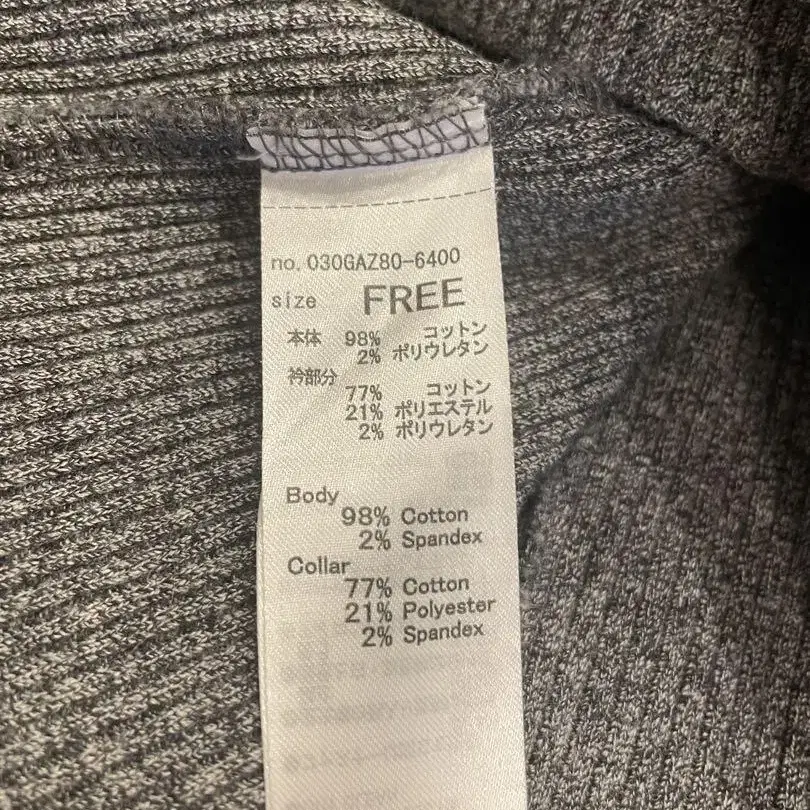 no. 030GAZ80-6400
size FREE
本体 98% コットン
2% ポリウレタン
衿部分
77% コットン
21% ポリエステル
2% ポリウレタン
Body
98% Cotton
2% Spandex
Collar
77% Cotton
21% Polyester
2% Spandex